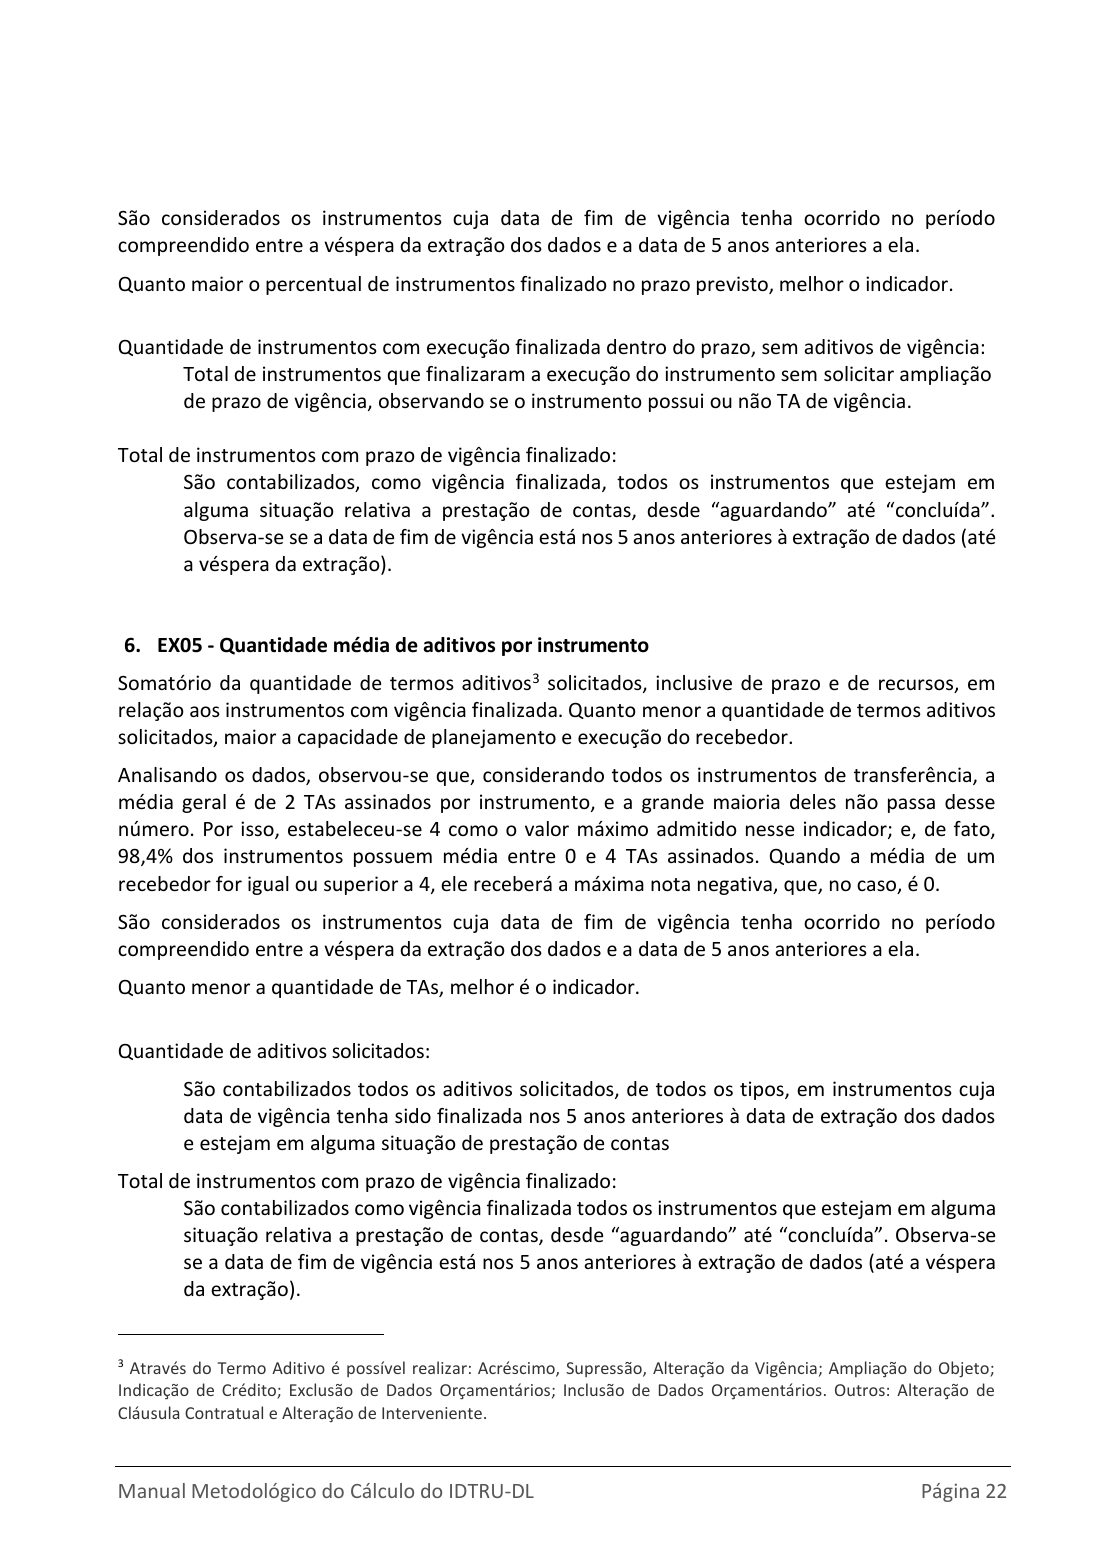 São considerados os instrumentos cuja data de fim de vigência tenha ocorrido no período
compreendido entre a véspera da extração dos dados e a data de 5 anos anteriores a ela.
Quanto maior o percentual de instrumentos finalizado no prazo previsto, melhor o indicador.
Quantidade de instrumentos com execução finalizada dentro do prazo, sem aditivos de vigência:
Total de instrumentos que finalizaram a execução do instrumento sem solicitar ampliação
de prazo de vigência, observando se o instrumento possui ou não TA de vigência.
Total de instrumentos com prazo de vigência finalizado:
São contabilizados, como vigência finalizada, todos os instrumentos que estejam em
alguma situação relativa a prestação de contas, desde “aguardando” até “concluída”.
Observa-se se a data de fim de vigência está nos 5 anos anteriores à extração de dados (até
a véspera da extração).
6. EX05 - Quantidade média de aditivos por instrumento
Somatório da quantidade de termos aditivos³ solicitados, inclusive de prazo e de recursos, em
relação aos instrumentos com vigência finalizada. Quanto menor a quantidade de termos aditivos
solicitados, maior a capacidade de planejamento e execução do recebedor.
Analisando os dados, observou-se que, considerando todos os instrumentos de transferência, a
média geral é de 2 TAs assinados por instrumento, e a grande maioria deles não passa desse
número. Por isso, estabeleceu-se 4 como o valor máximo admitido nesse indicador; e, de fato,
98,4% dos instrumentos possuem média entre 0 e 4 TAs assinados. Quando a média de um
recebedor for igual ou superior a 4, ele receberá a máxima nota negativa, que, no caso, é 0.
São considerados os instrumentos cuja data de fim de vigência tenha ocorrido no período
compreendido entre a véspera da extração dos dados e a data de 5 anos anteriores a ela.
Quanto menor a quantidade de TAs, melhor é o indicador.
Quantidade de aditivos solicitados:
São contabilizados todos os aditivos solicitados, de todos os tipos, em instrumentos cuja
data de vigência tenha sido finalizada nos 5 anos anteriores à data de extração dos dados
e estejam em alguma situação de prestação de contas
Total de instrumentos com prazo de vigência finalizado:
São contabilizados como vigência finalizada todos os instrumentos que estejam em alguma
situação relativa a prestação de contas, desde “aguardando” até “concluída”. Observa-se
se a data de fim de vigência está nos 5 anos anteriores à extração de dados (até a véspera
da extração).
³ Através do Termo Aditivo é possível realizar: Acréscimo, Supressão, Alteração da Vigência; Ampliação do Objeto;
Indicação de Crédito; Exclusão de Dados Orçamentários; Inclusão de Dados Orçamentários. Outros: Alteração de
Cláusula Contratual e Alteração de Interveniente.
Manual Metodológico do Cálculo do IDTRU-DL Página 22